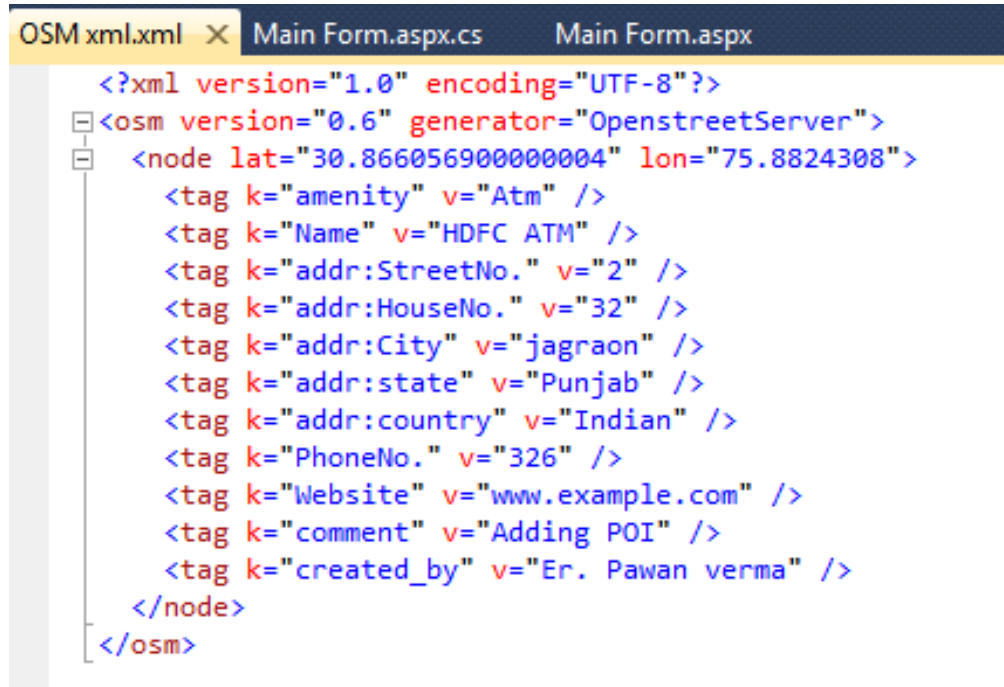 OSM xml.xml Main Form.aspx.cs Main Form.aspx
<?xml version="1.0" encoding="UTF-8"?>
<osm version="0.6" generator="OpenstreetServer">
<node lat="30.866056900000004" lon="75.8824308">
<tag k="amenity" v="Atm" />
<tag k="Name" v="HDFC ATM" />
<tag k="addr:StreetNo." v="2" />
<tag k="addr:HouseNo." v="32" />
<tag k="addr:City" v="jagraon" />
<tag k="addr:state" v="Punjab" />
<tag k="addr:country" v="Indian" />
<tag k="PhoneNo." v="326" />
<tag k="Website" v="www.example.com" />
<tag k="comment" v="Adding POI" />
<tag k="created_by" v="Er. Pawan verma" />
</node>
</osm>